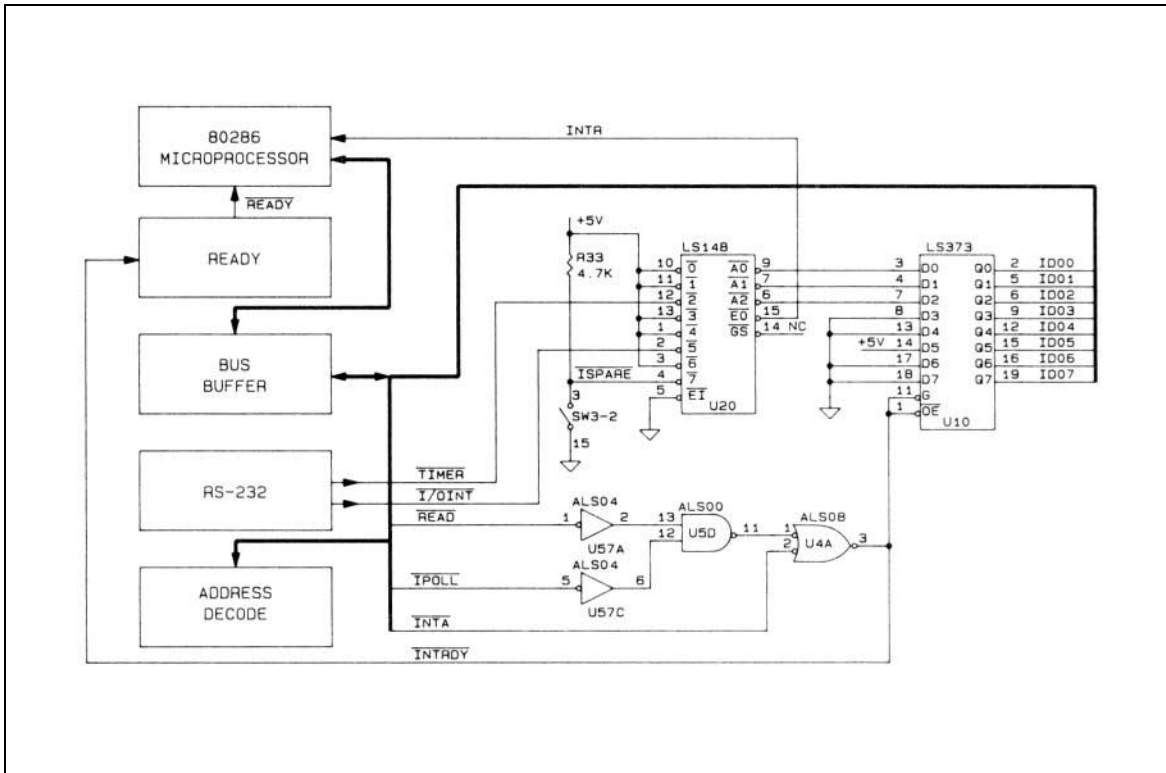 80286
MICROPROCESSOR
INTR
READY
READY
BUS
BUFFER
RS-232
ADDRESS
DECODE
+5V
R33
4.7K
LS148
10 0 A0 9
11 1 A1 7
12 2 A2 6
13 3 E0 15
1 4 GS 14 NC
2 5
3 6
ISPARE 4 7
5 EI
U20
3
SW3-2
15
LS373
3 D0 Q0 2 ID00
4 D1 Q1 5 ID01
7 D2 Q2 6 ID02
8 D3 Q3 9 ID03
13 D4 Q4 12 ID04
+5V 14 D5 Q5 15 ID05
17 D6 Q6 16 ID06
18 D7 Q7 19 ID07
11 G
1 OE
U10
TIMER
I/OINT
READ
IPOLL
INTA
INTRDY
ALS04
1 2
U57A
ALS04
5 6
U57C
ALS00
13
12
U5D
11
ALS08
1
2
U4A
3